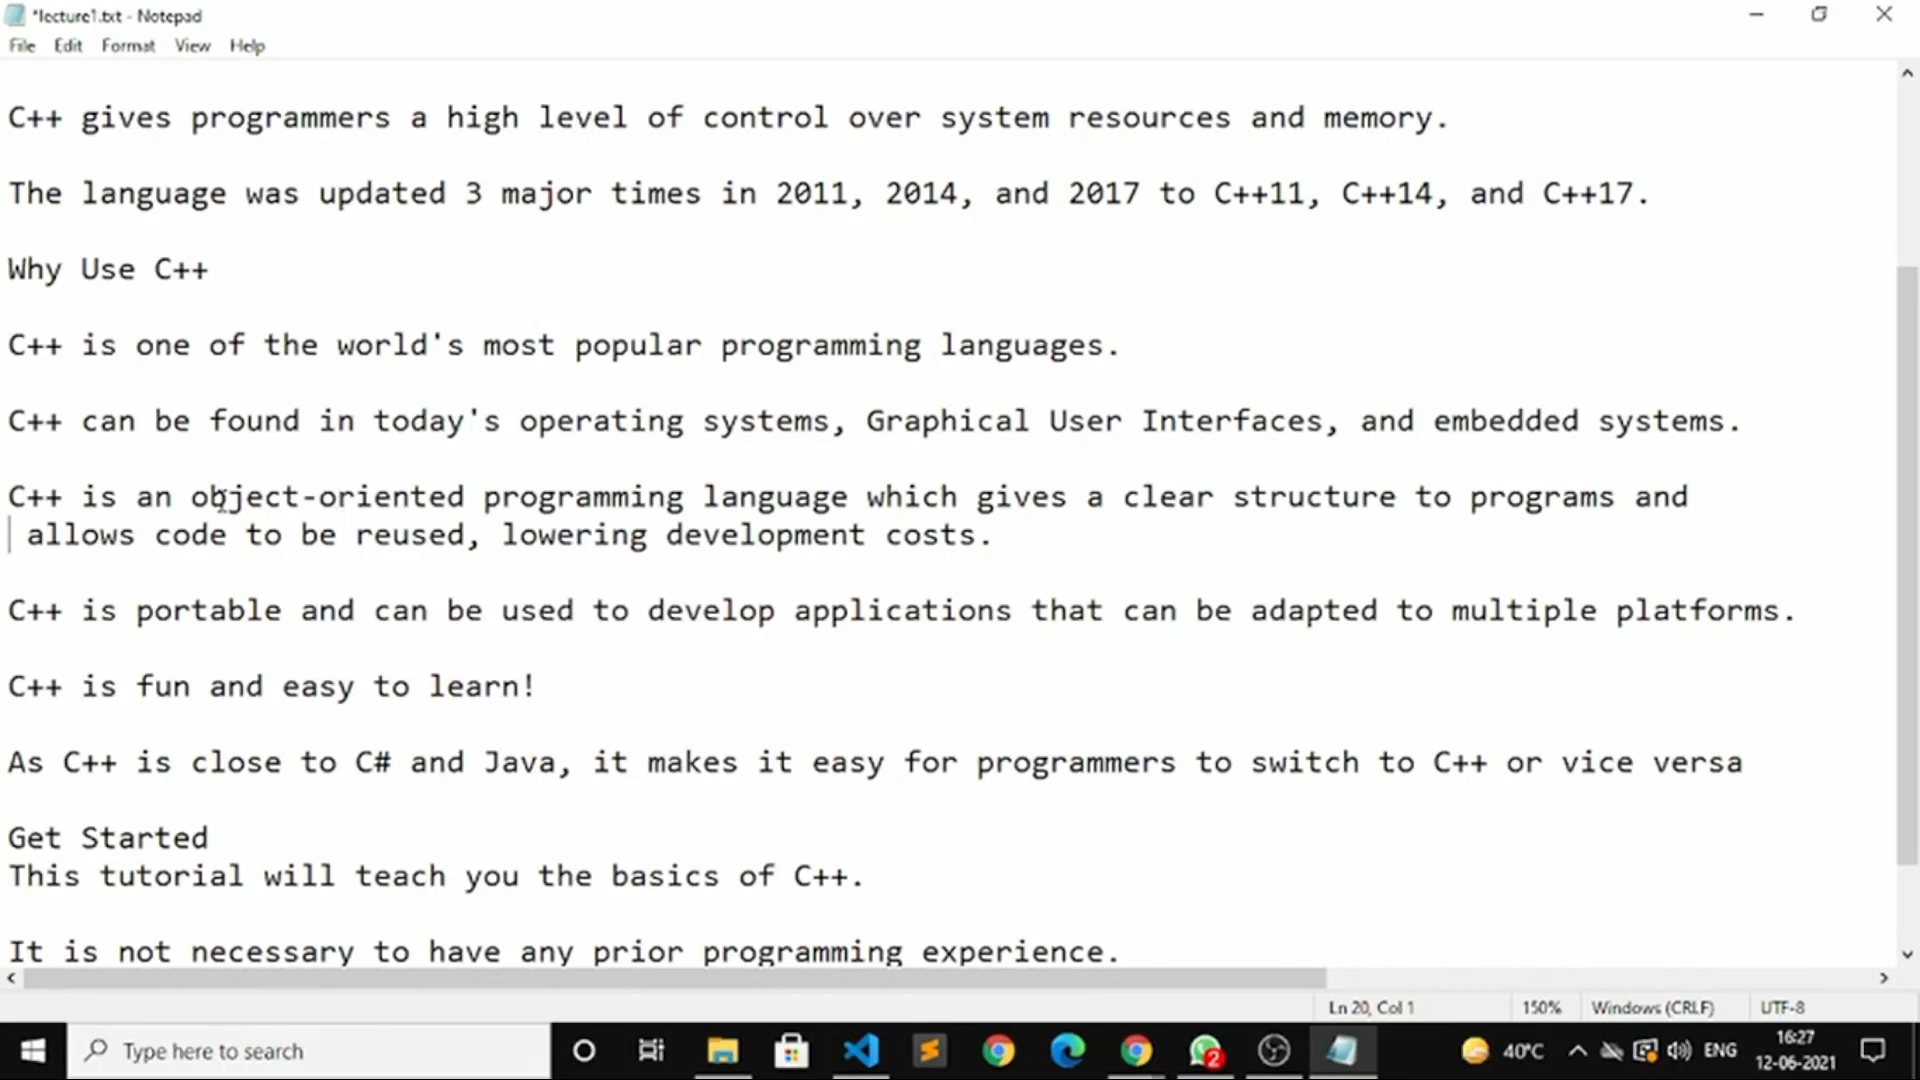 *lecture1.txt - Notepad
File Edit Format View Help
C++ gives programmers a high level of control over system resources and memory.
The language was updated 3 major times in 2011, 2014, and 2017 to C++11, C++14, and C++17.
Why Use C++
C++ is one of the world's most popular programming languages.
C++ can be found in today's operating systems, Graphical User Interfaces, and embedded systems.
C++ is an object-oriented programming language which gives a clear structure to programs and
allows code to be reused, lowering development costs.
C++ is portable and can be used to develop applications that can be adapted to multiple platforms.
C++ is fun and easy to learn!
As C++ is close to C# and Java, it makes it easy for programmers to switch to C++ or vice versa
Get Started
This tutorial will teach you the basics of C++.
It is not necessary to have any prior programming experience.
Ln 20, Col 1 150% Windows (CRLF) UTF-8
Type here to search 2 40°C ENG 16:27
12-06-2021